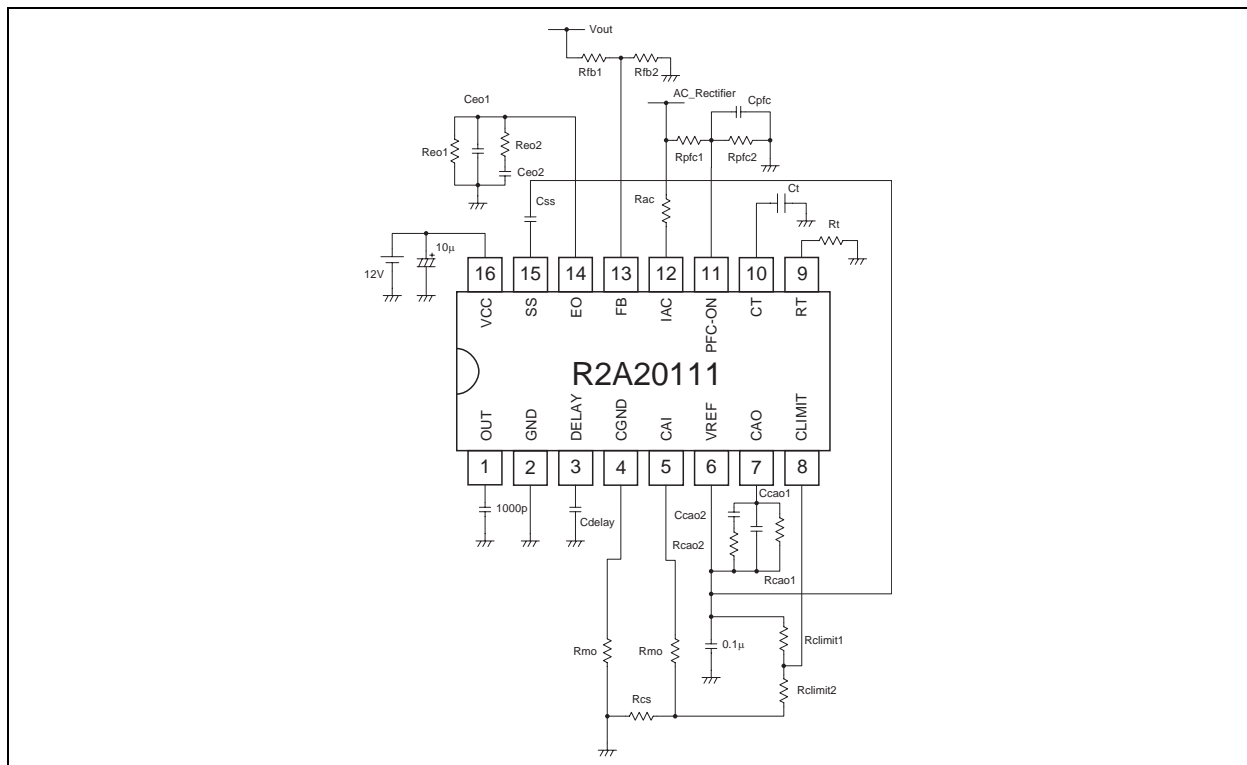 Vout
Rfb1
Rfb2
Ceo1
AC_Rectifier
Cpfc
Reo1
Reo2
Rpfc1
Rpfc2
Ceo2
Css
Rac
Ct
Rt
10μ
+
12V
16
15
14
13
12
11
10
9
VCC
SS
EO
FB
IAC
PFC-ON
CT
RT
R2A20111
OUT
GND
DELAY
CGND
CAI
VREF
CAO
CLIMIT
1
2
3
4
5
6
7
8
1000p
Cdelay
Ccao1
Ccao2
Rcao2
Rcao1
Rmo
Rmo
0.1μ
Rclimit1
Rclimit2
Rcs